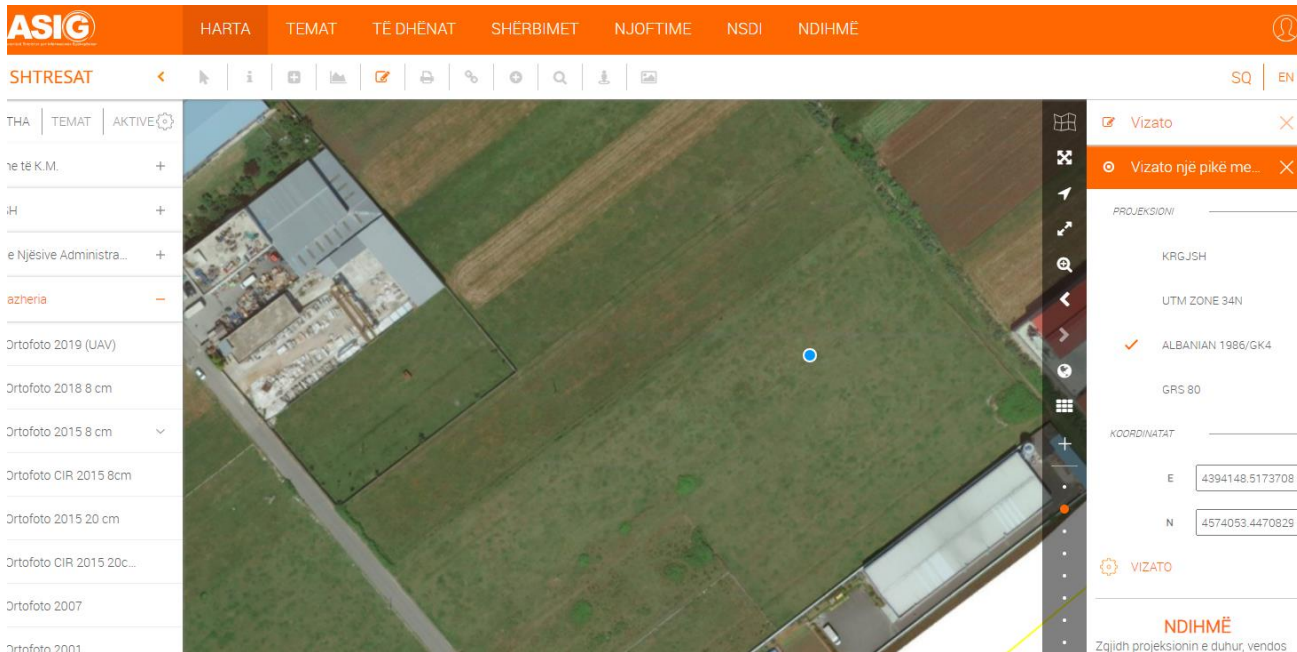 ASIG
HARTA TEMAT TË DHËNAT SHËRBIMET NJOFTIME NSDI NDIHMË
SHTRESAT
SQ EN
THA TEMAT AKTIVE
Vizato
ne të K.M.
Vizato një pikë me...
PROJEKSIONI
SH
KRGJSH
e Njësive Administra...
UTM ZONE 34N
azheria
Ortofoto 2019 (UAV)
ALBANIAN 1986/GK4
Ortofoto 2018 8 cm
GRS 80
Ortofoto 2015 8 cm
KOORDINATAT
Ortofoto CIR 2015 8cm
E 4394148.5173708
Ortofoto 2015 20 cm
N 4574053.4470829
Ortofoto CIR 2015 20c...
VIZATO
Ortofoto 2007
NDIHMË
Ortofoto 2001
Zgjidh projeksionin e duhur, vendos